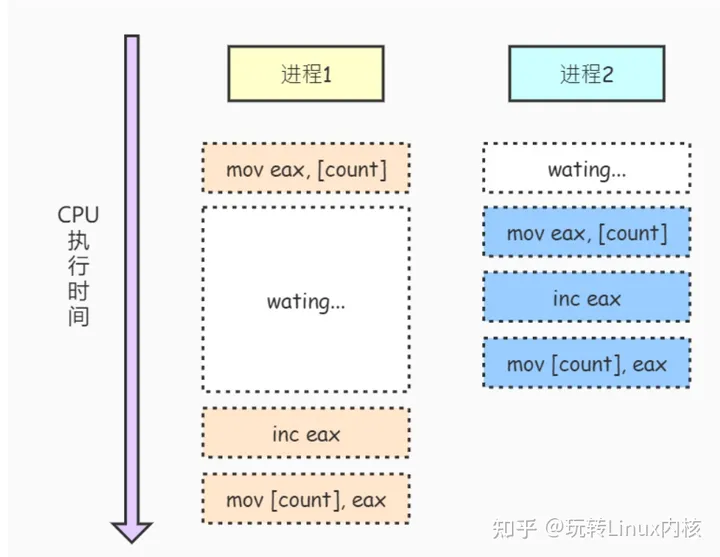 进程1
进程2
mov eax, [count]
wating...
CPU
执
行
时
间
mov eax, [count]
wating...
inc eax
mov [count], eax
inc eax
mov [count], eax
知乎 @玩转Linux内核